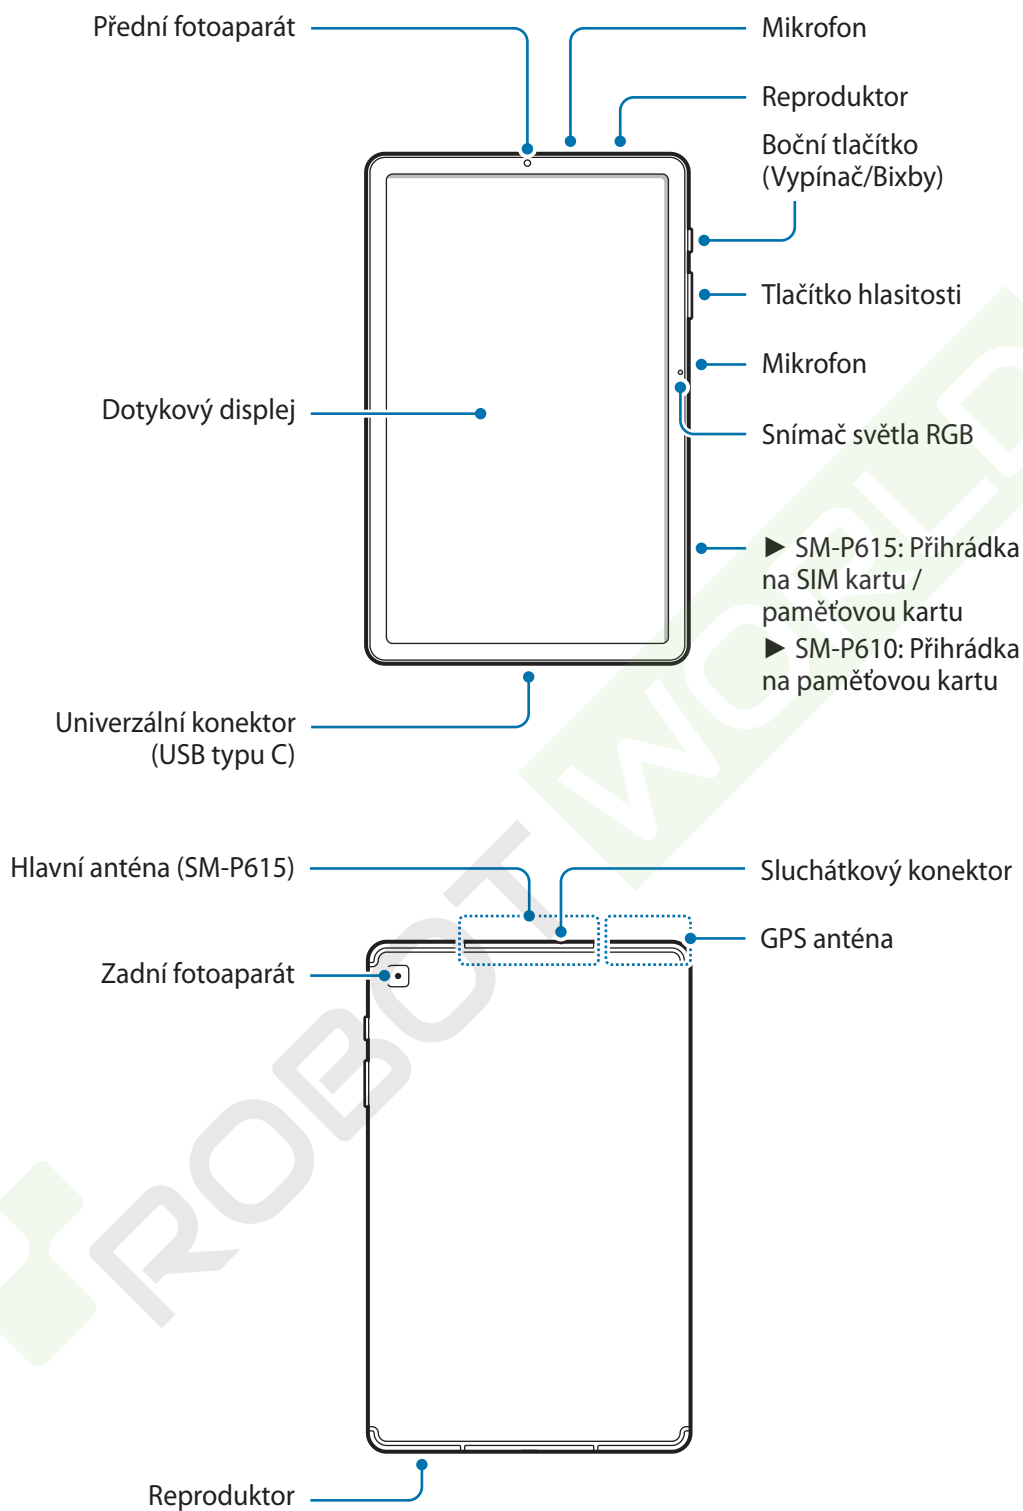 Přední fotoaparát
Mikrofon
Reproduktor
Boční tlačítko
(Vypínač/Bixby)
Tlačítko hlasitosti
Mikrofon
Dotykový displej
Snímač světla RGB
► SM-P615: Přihrádka
na SIM kartu /
paměťovou kartu
► SM-P610: Přihrádka
na paměťovou kartu
Univerzální konektor
(USB typu C)
Hlavní anténa (SM-P615)
Sluchátkový konektor
GPS anténa
Zadní fotoaparát
Reproduktor
ROBOT WORLD